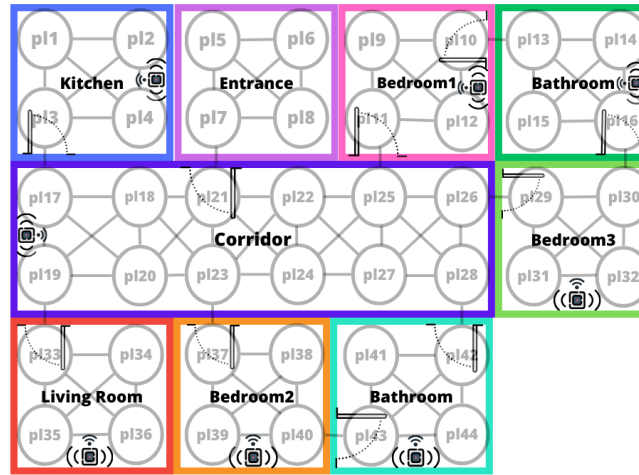 pl1 pl2 pl5 pl6 pl9 pl10 pl13 pl14
Kitchen Entrance Bedroom1 Bathroom
pl3 pl4 pl7 pl8 pl11 pl12 pl15 pl16
pl17 pl18 pl21 pl22 pl25 pl26 pl29 pl30
Corridor Bedroom3
pl19 pl20 pl23 pl24 pl27 pl28 pl31 pl32
pl33 pl34 pl37 pl38 pl41 pl42
Living Room Bedroom2 Bathroom
pl35 pl36 pl39 pl40 pl43 pl44